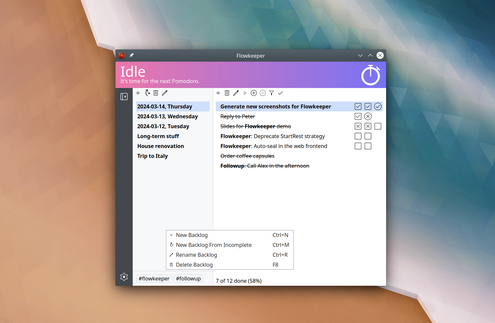 Flowkeeper
Idle
It's time for the next Pomodoro.
2024-03-14, Thursday
2024-03-13, Wednesday
2024-03-12, Tuesday
Long-term stuff
House renovation
Trip to Italy
Generate new screenshots for Flowkeeper
Reply to Peter
Slides for Flowkeeper demo
Flowkeeper: Deprecate StartRest strategy
Flowkeeper: Auto-seal in the web frontend
Order coffee capsules
Followup: Call Alex in the afternoon
New Backlog Ctrl+N
New Backlog From Incomplete Ctrl+M
Rename Backlog Ctrl+R
Delete Backlog F8
#flowkeeper #followup
7 of 12 done (58%)